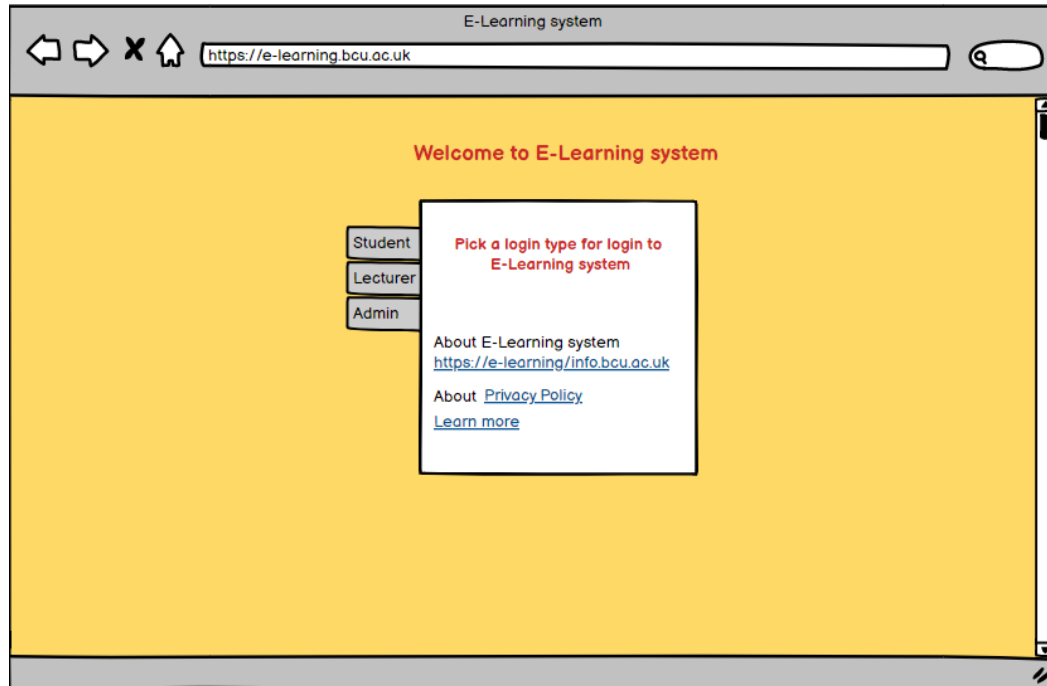 E-Learning system
https://e-learning.bcu.ac.uk
Welcome to E-Learning system
Student
Lecturer
Admin
Pick a login type for login to
E-Learning system
About E-Learning system
https://e-learning/info.bcu.ac.uk
About Privacy Policy
Learn more